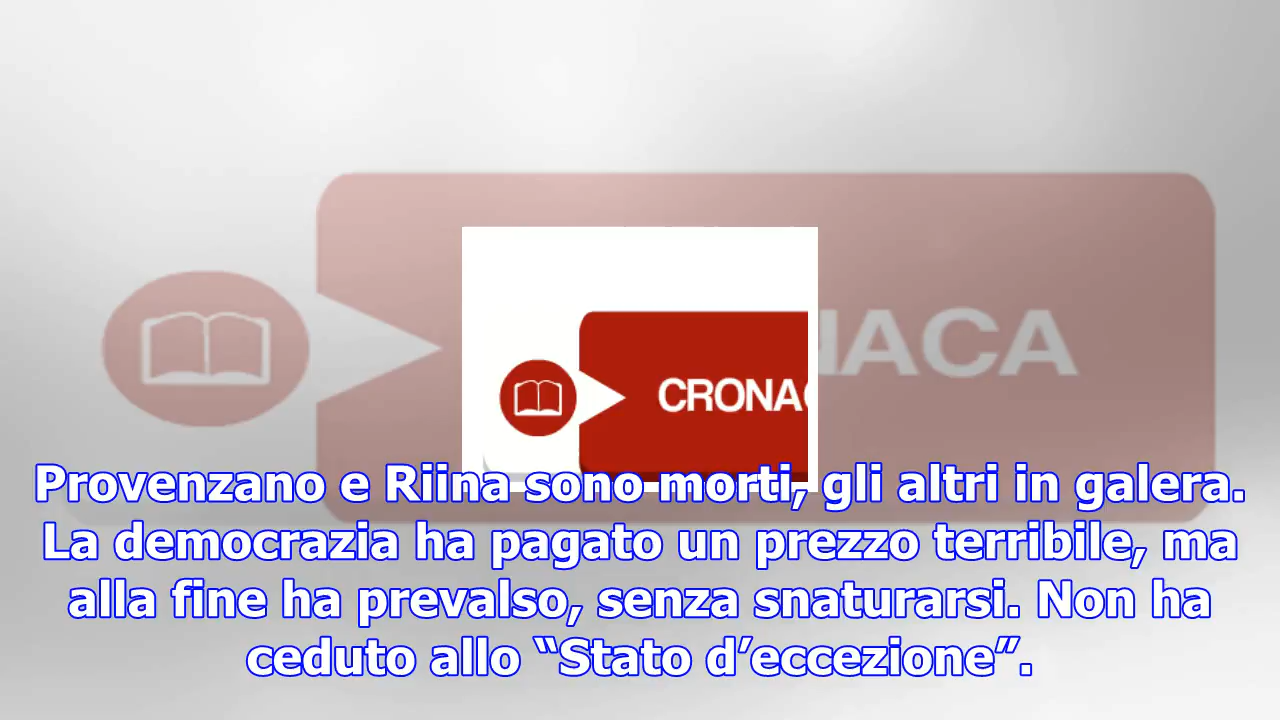 NACA
CRONAC
Provenzano e Riina sono morti, gli altri in galera.
La democrazia ha pagato un prezzo terribile, ma
alla fine ha prevalso, senza snaturarsi. Non ha
ceduto allo “Stato d’eccezione”.